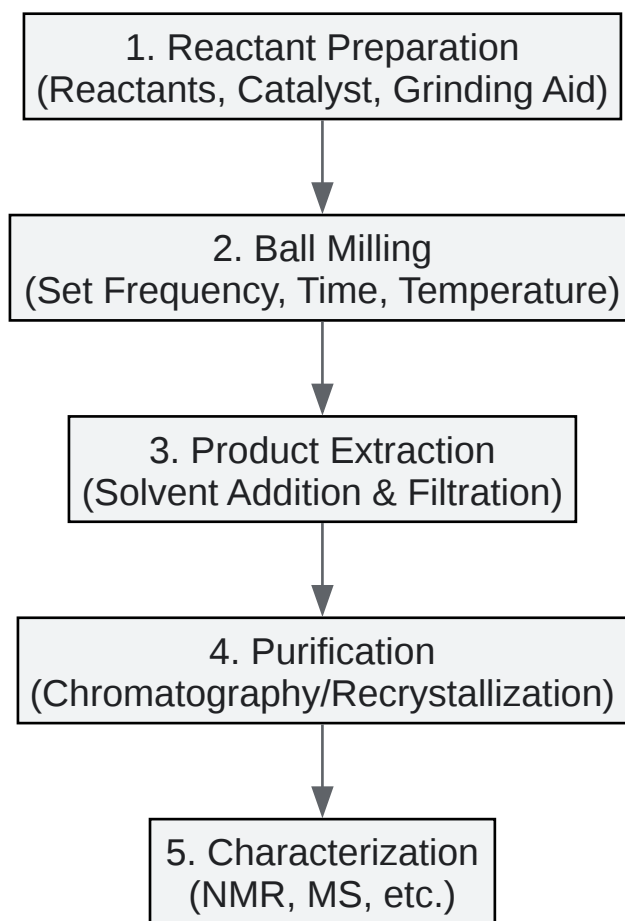 1. Reactant Preparation
(Reactants, Catalyst, Grinding Aid)
2. Ball Milling
(Set Frequency, Time, Temperature)
3. Product Extraction
(Solvent Addition & Filtration)
4. Purification
(Chromatography/Recrystallization)
5. Characterization
(NMR, MS, etc.)